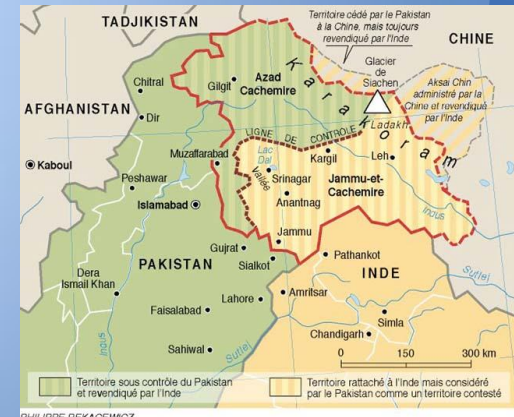 TADJIKISTAN
Territoire cédé par le Pakistan
à la Chine, mais toujours
revendiqué par l'Inde
CHINE
Glacier
de
Siachen
Aksai Chin
administré par la
Chine et revendiqué
par l'Inde
Chitral
Gilgit
Azad
Cachemire
Karakoram
AFGHANISTAN
Dir
LIGNE DE CONTROLE
Ladakh
Muzaffarabad
Lac
Dal
Kargil
Leh
Kaboul
Vallée
Srinagar
Jammu-et-
Cachemire
Peshawar
Anantnag
Islamabad
Indus
Jammu
Gujrat
Sialkot
Pathankot
PAKISTAN
INDE
Dera
Ismail Khan
Sutlej
Lahore
Amritsar
Faisalabad
Simla
Chandigarh
Indus
Sahiwal
Sutlej
0 150 300 km
Territoire sous contrôle du Pakistan
et revendiqué par l'Inde
Territoire rattaché à l'Inde mais considéré
par le Pakistan comme un territoire contesté
PHILIPPE REKACEWICZ